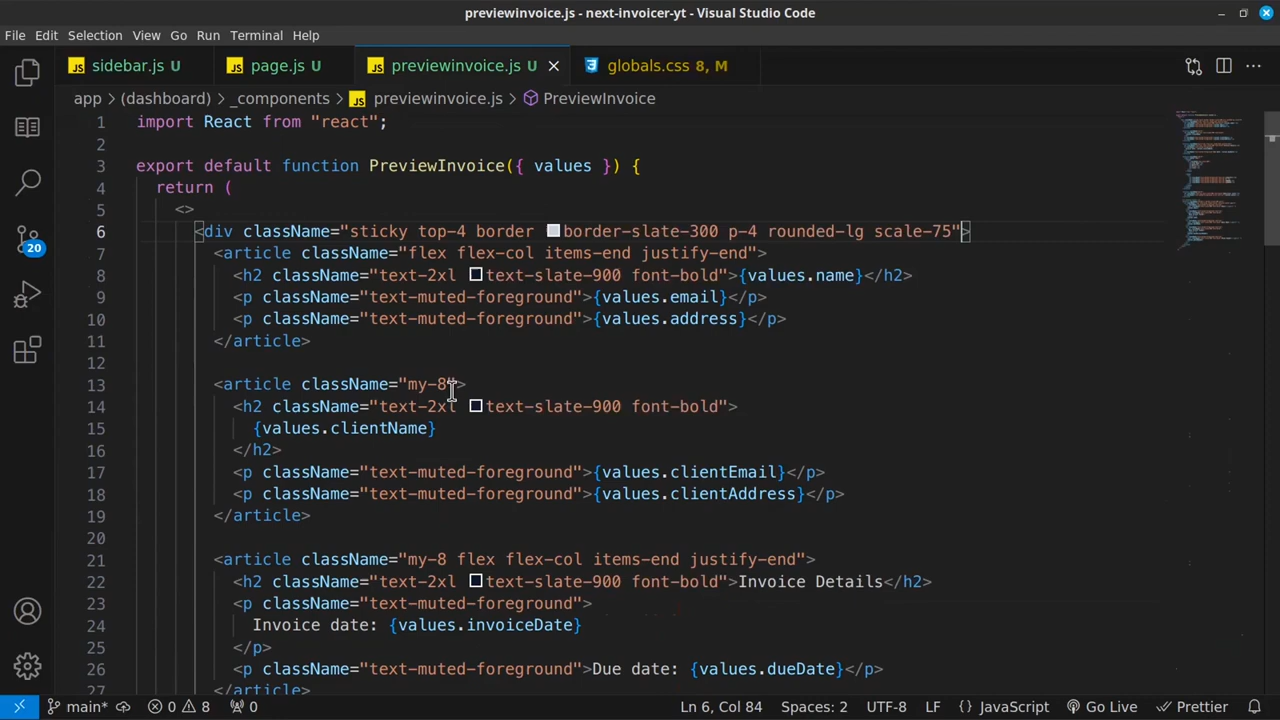 previewinvoice.js - next-invoicer-yt - Visual Studio Code
File Edit Selection View Go Run Terminal Help
JS sidebar.js U JS page.js U JS previewinvoice.js U globals.css 8, M
app > (dashboard) > _components > JS previewinvoice.js > PreviewInvoice
1 import React from "react";
2
3 export default function PreviewInvoice({ values }) {
4 return (
5 <>
6 <div className="sticky top-4 border border-slate-300 p-4 rounded-lg scale-75">
7 <article className="flex flex-col items-end justify-end">
8 <h2 className="text-2xl text-slate-900 font-bold">{values.name}</h2>
9 <p className="text-muted-foreground">{values.email}</p>
10 <p className="text-muted-foreground">{values.address}</p>
11 </article>
12
13 <article className="my-8">
14 <h2 className="text-2xl text-slate-900 font-bold">
15 {values.clientName}
16 </h2>
17 <p className="text-muted-foreground">{values.clientEmail}</p>
18 <p className="text-muted-foreground">{values.clientAddress}</p>
19 </article>
20
21 <article className="my-8 flex flex-col items-end justify-end">
22 <h2 className="text-2xl text-slate-900 font-bold">Invoice Details</h2>
23 <p className="text-muted-foreground">
24 Invoice date: {values.invoiceDate}
25 </p>
26 <p className="text-muted-foreground">Due date: {values.dueDate}</p>
27 </article>
20
main* 0 8 0 Ln 6, Col 84 Spaces: 2 UTF-8 LF {} JavaScript Go Live Prettier